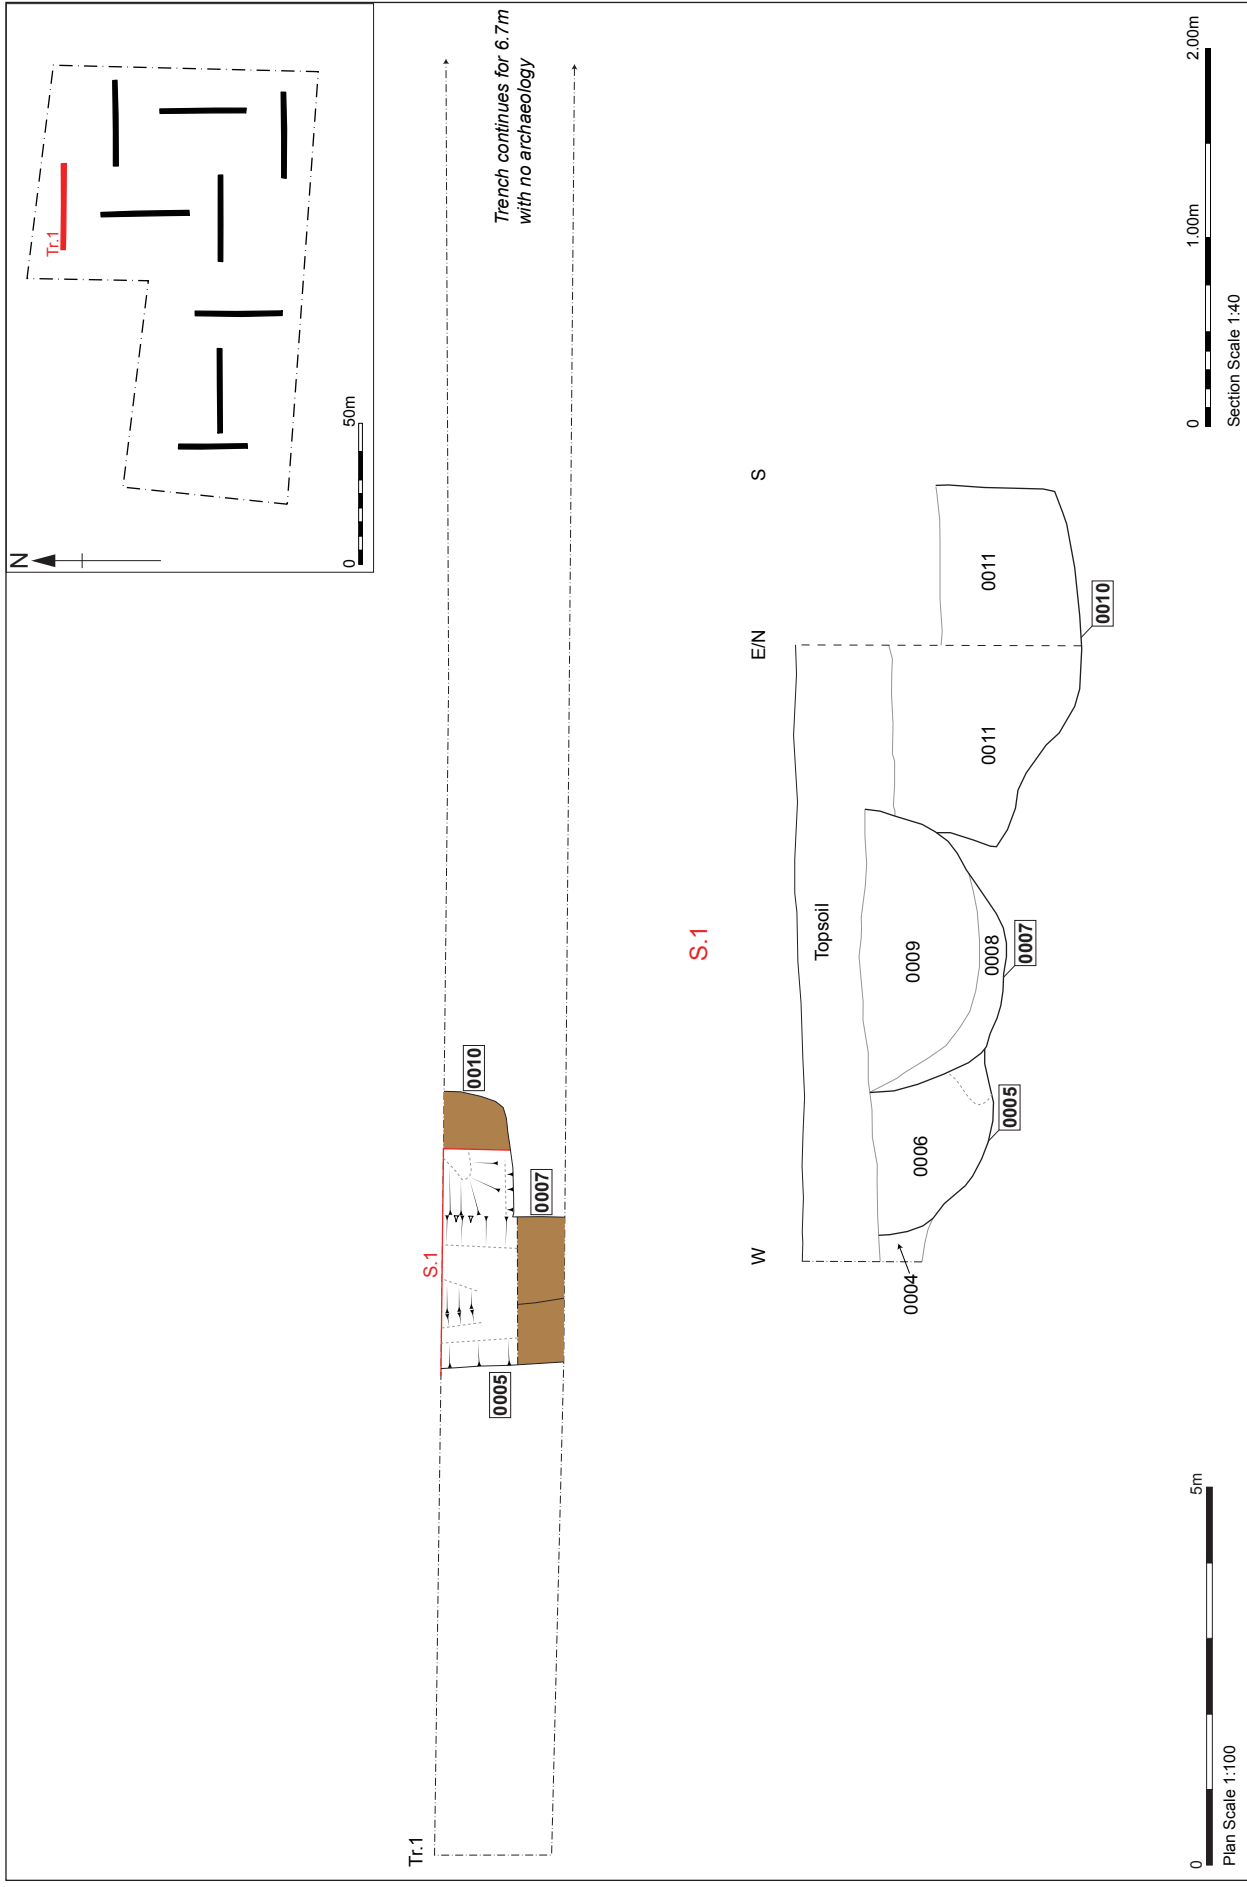 N
Tr.1
0
50m
Trench continues for 6.7m
with no archaeology
Tr.1
S.1
0005
0007
0010
S.1
W
E/N
S
Topsoil
0004
0006
0009
0008
0011
0011
0005
0007
0010
0
5m
Plan Scale 1:100
0
1.00m
2.00m
Section Scale 1:40